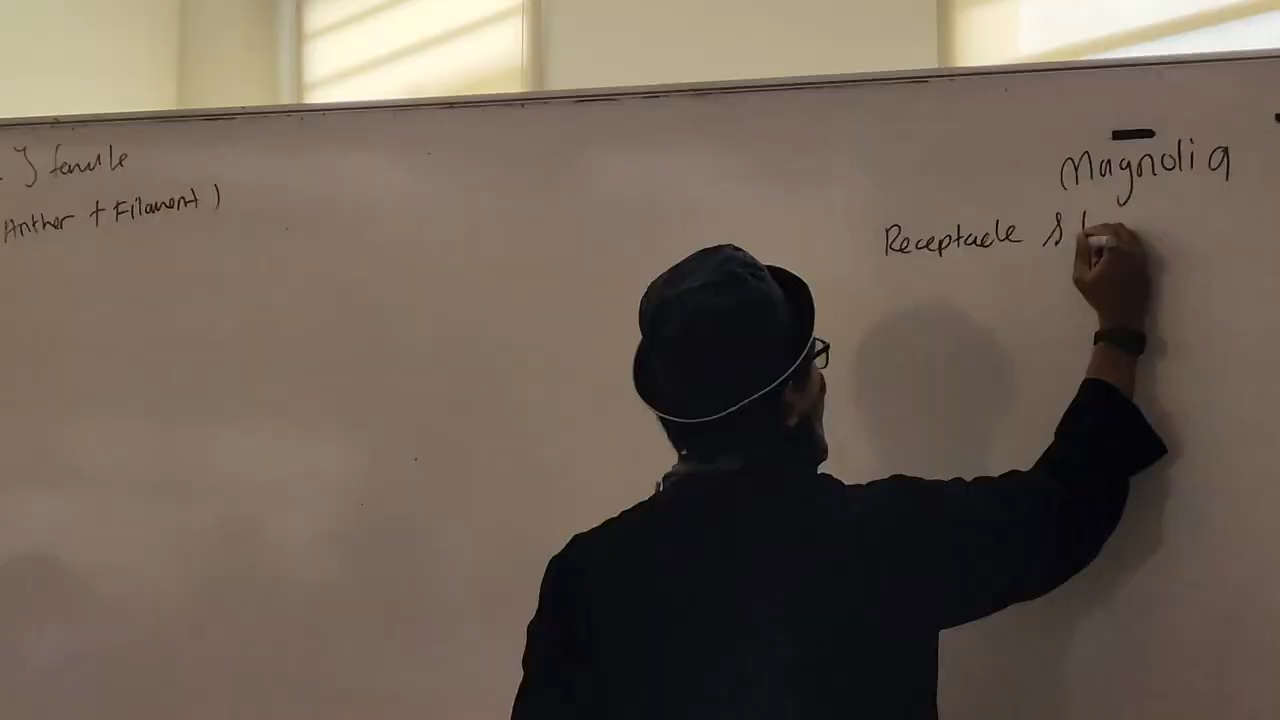 female
Anther + Filament )
Magnolia
Receptacle